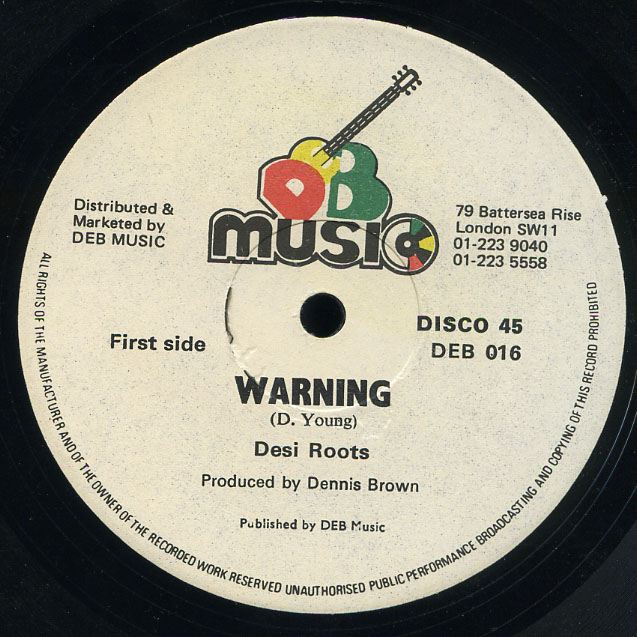 DEB
MUSIC
Distributed &
Marketed by
DEB MUSIC
79 Battersea Rise
London SW11
01-223 9040
01-223 5558
First side
DISCO 45
DEB 016
WARNING
(D. Young)
Desi Roots
Produced by Dennis Brown
Published by DEB Music
ALL RIGHTS OF THE MANUFACTURER AND OF THE OWNER OF THE RECORDED WORK RESERVED UNAUTHORISED PUBLIC PERFORMANCE BROADCASTING AND COPYING OF THIS RECORD PROHIBITED